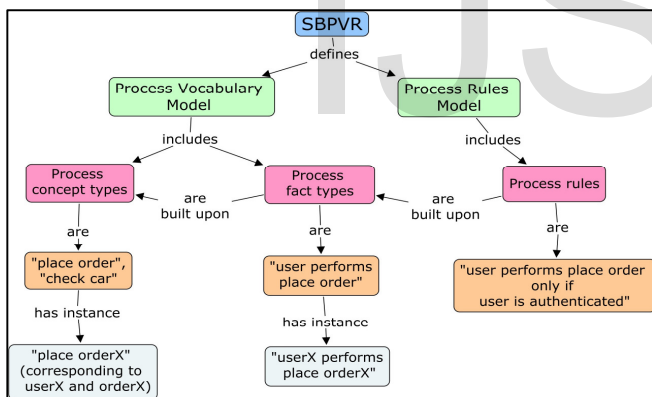 SBPVR
defines
Process Vocabulary
Model
Process Rules
Model
includes
includes
Process
concept types
Process
fact types
Process rules
are
built upon
are
built upon
are
are
are
"place order",
"check car"
"user performs
place order"
"user performs place order
only if
user is authenticated"
has instance
has instance
"place orderX"
(corresponding to
userX and orderX)
"userX performs
place orderX"
IJS